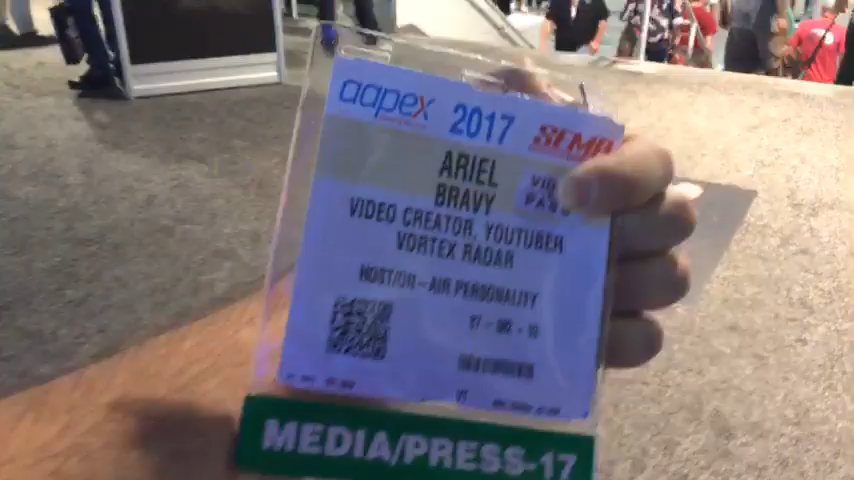 aapex 2017 SEMA
ARIEL
BRAVY
VIDEO CREATOR, YOUTUBER
VORTEX RADAR
HOST/ON-AIR PERSONALITY
MEDIA/PRESS-17